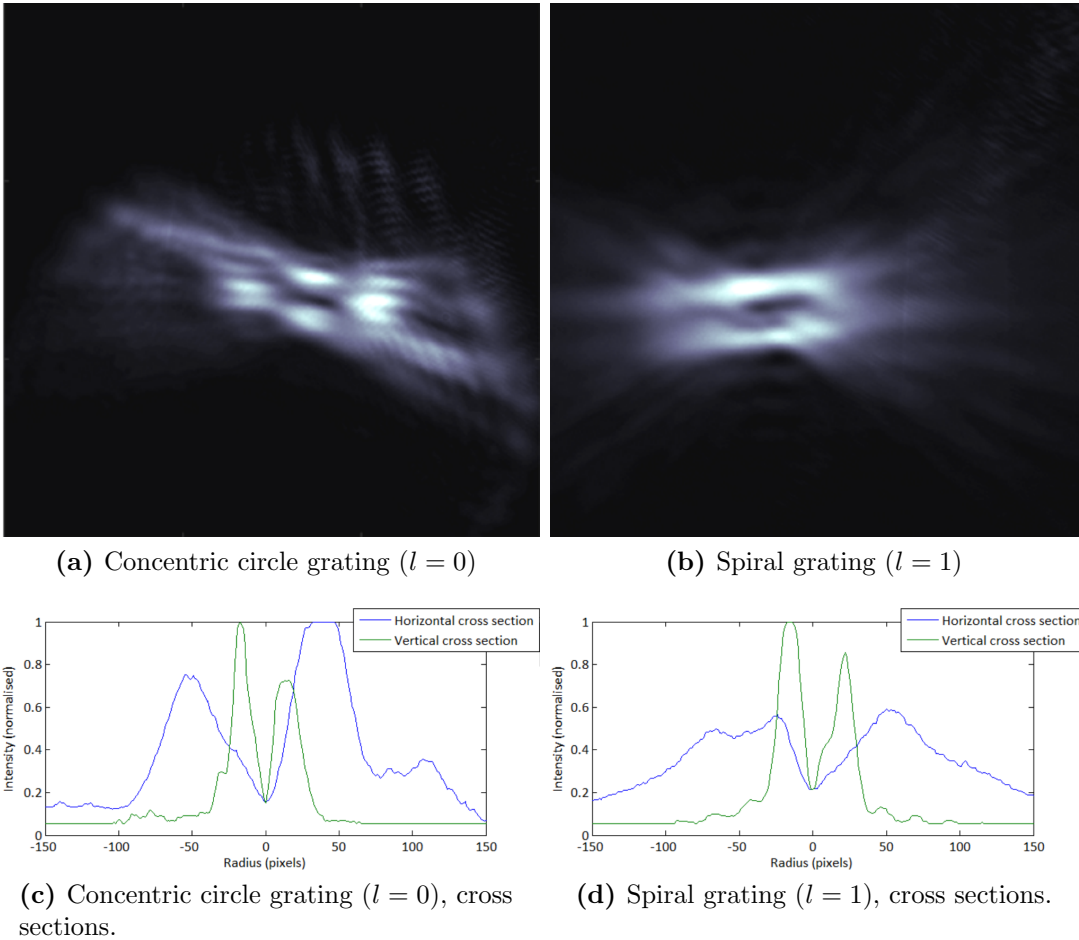 (a) Concentric circle grating (l = 0)
(b) Spiral grating (l = 1)
Horizontal cross section
Vertical cross section
Intensity (normalised)
1
0.8
0.6
0.4
0.2
0
-150
-100
-50
0
50
100
150
Radius (pixels)
Horizontal cross section
Vertical cross section
Intensity (normalised)
1
0.8
0.6
0.4
0.2
0
-150
-100
-50
0
50
100
150
Radius (pixels)
(c) Concentric circle grating (l = 0), cross
sections.
(d) Spiral grating (l = 1), cross sections.